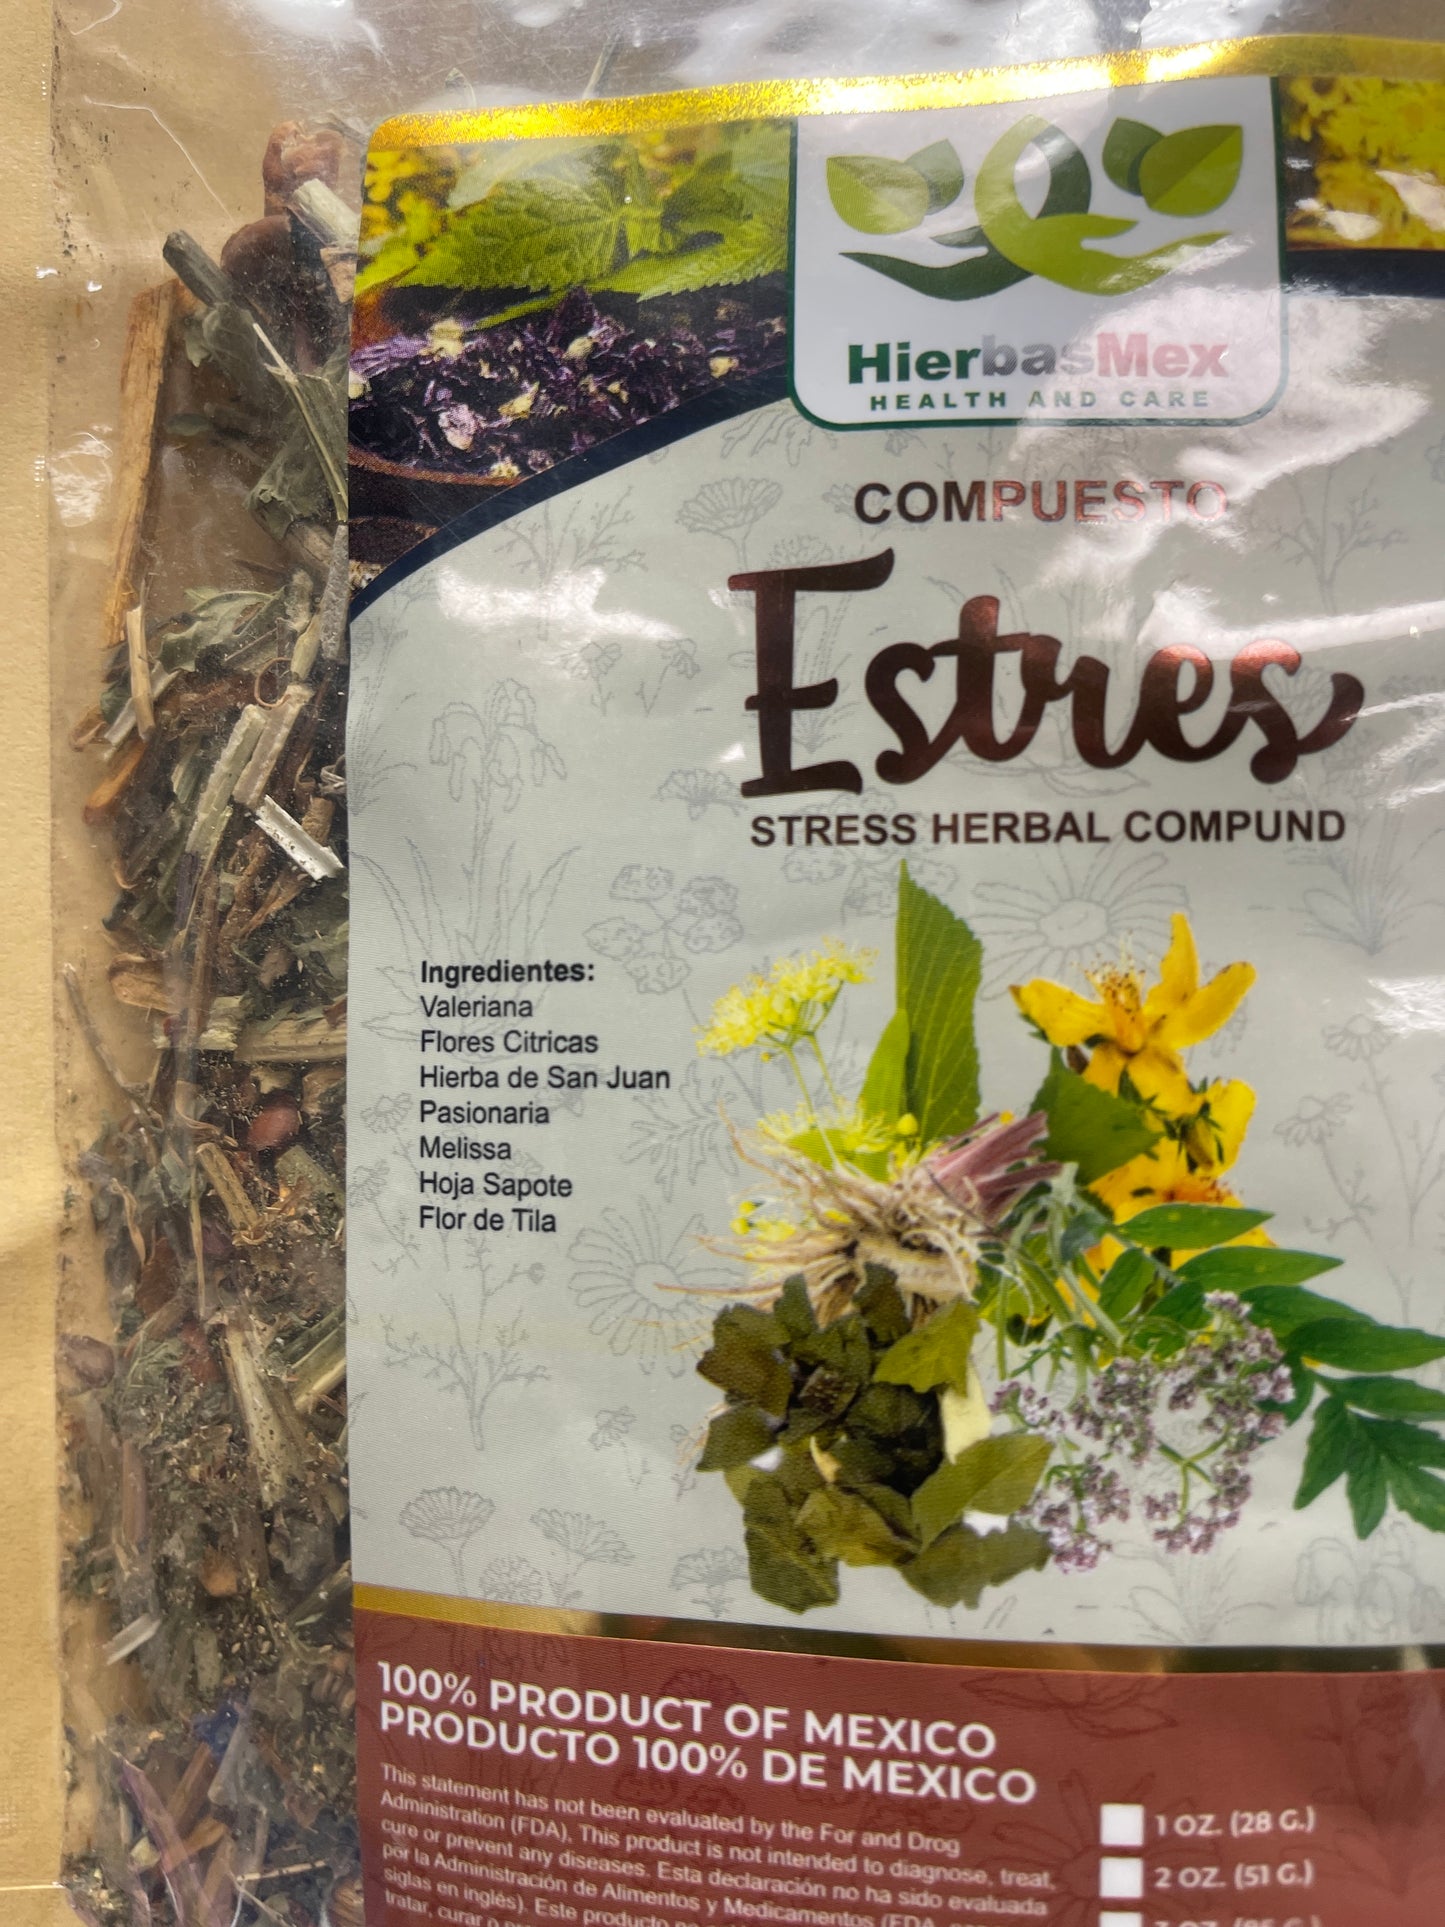 HierbasMex
HEALTH AND CARE
COMPUESTO
Estres
STRESS HERBAL COMPUND
Ingredientes:
Valeriana
Flores Citricas
Hierba de San Juan
Pasionaria
Melissa
Hoja Sapote
Flor de Tila
100% PRODUCT OF MEXICO
PRODUCTO 100% DE MEXICO
This statement has not been evaluated by the For and Drog
Administration (FDA). This product is not intended to diagnose, treat,
cure or prevent any diseases. Esta declaración no ha sido evaluada
por la Administración de Alimentos y Medicamentos (FDA,
siglas en inglés). Este producto
tratar, curar o
1 OZ. (28 G.)
2 OZ. (51 G.)